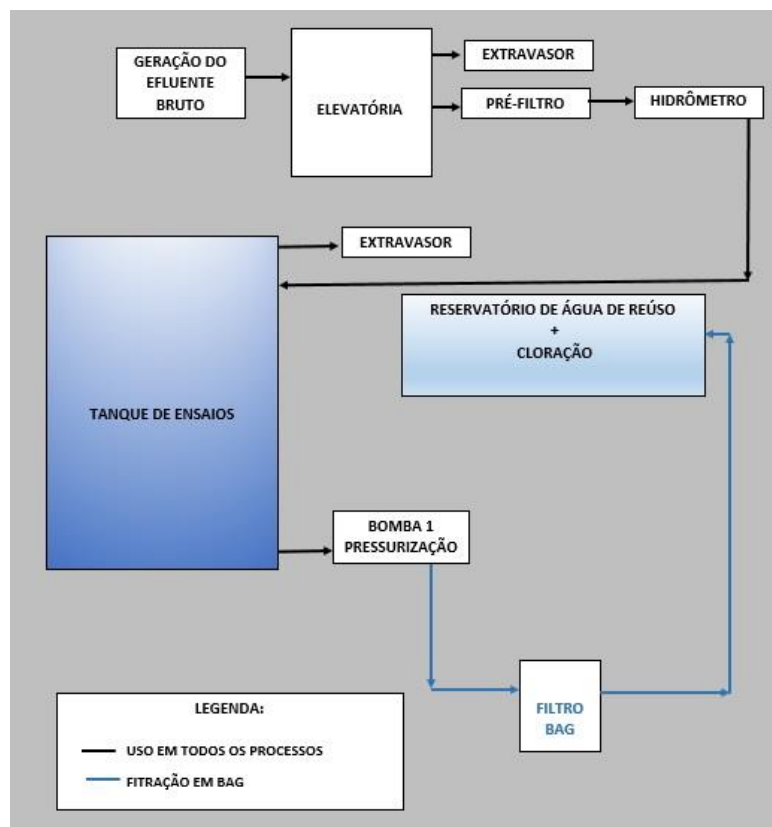 GERAÇÃO DO
EFLUENTE
BRUTO
ELEVATÓRIA
EXTRAVASOR
PRÉ-FILTRO
HIDRÔMETRO
EXTRAVASOR
RESERVATÓRIO DE ÁGUA DE REÚSO
+
CLORAÇÃO
TANQUE DE ENSAIOS
BOMBA 1
PRESSURIZAÇÃO
FILTRO
BAG
LEGENDA:
USO EM TODOS OS PROCESSOS
FITRAÇÃO EM BAG